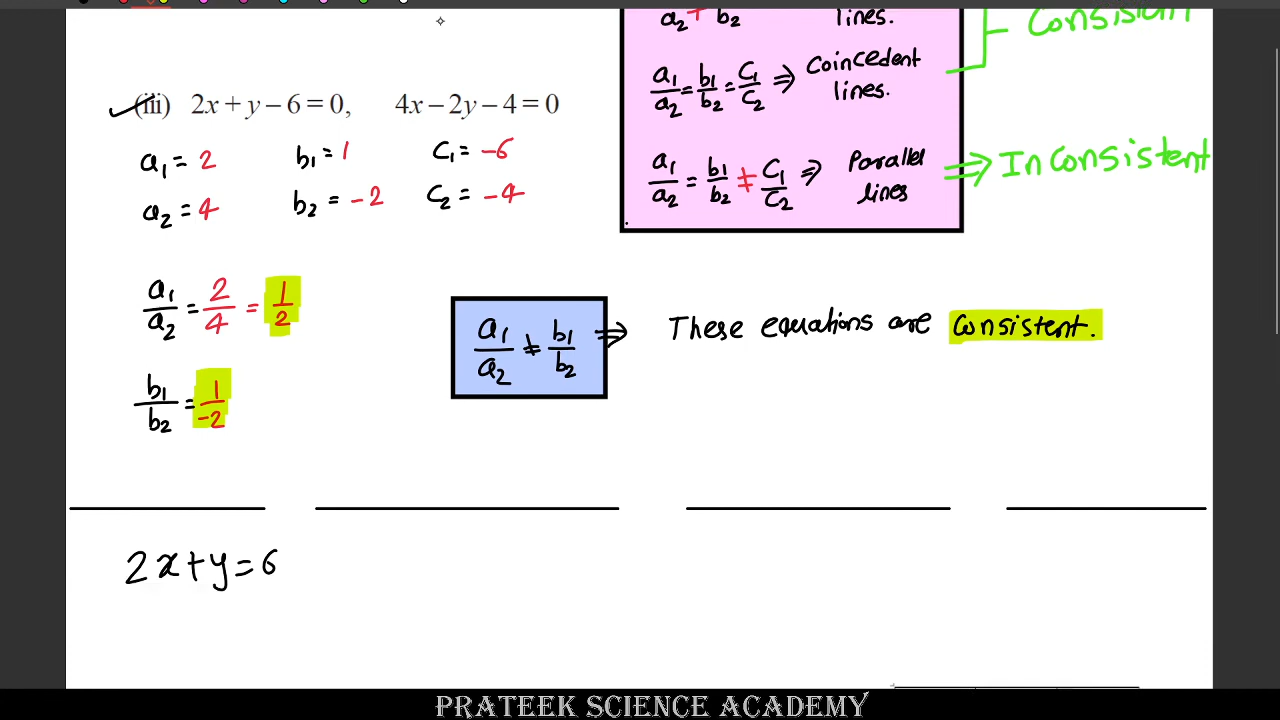 a₂ ≠ b₂ lines.
Consistent
a₁/a₂ = b₁/b₂ = C₁/C₂ ⇒ Coincedent lines.
a₁/a₂ = b₁/b₂ ≠ C₁/C₂ ⇒ Parallel lines ⇒ InConsistent
(iii) 2x + y − 6 = 0, 4x − 2y − 4 = 0
a₁ = 2 b₁ = 1 C₁ = −6
a₂ = 4 b₂ = −2 C₂ = −4
a₁/a₂ = 2/4 = 1/2
a₁/a₂ ≠ b₁/b₂ ⇒ These equations are Consistent.
b₁/b₂ = 1/−2
2x+y=6
PRATEEK SCIENCE ACADEMY